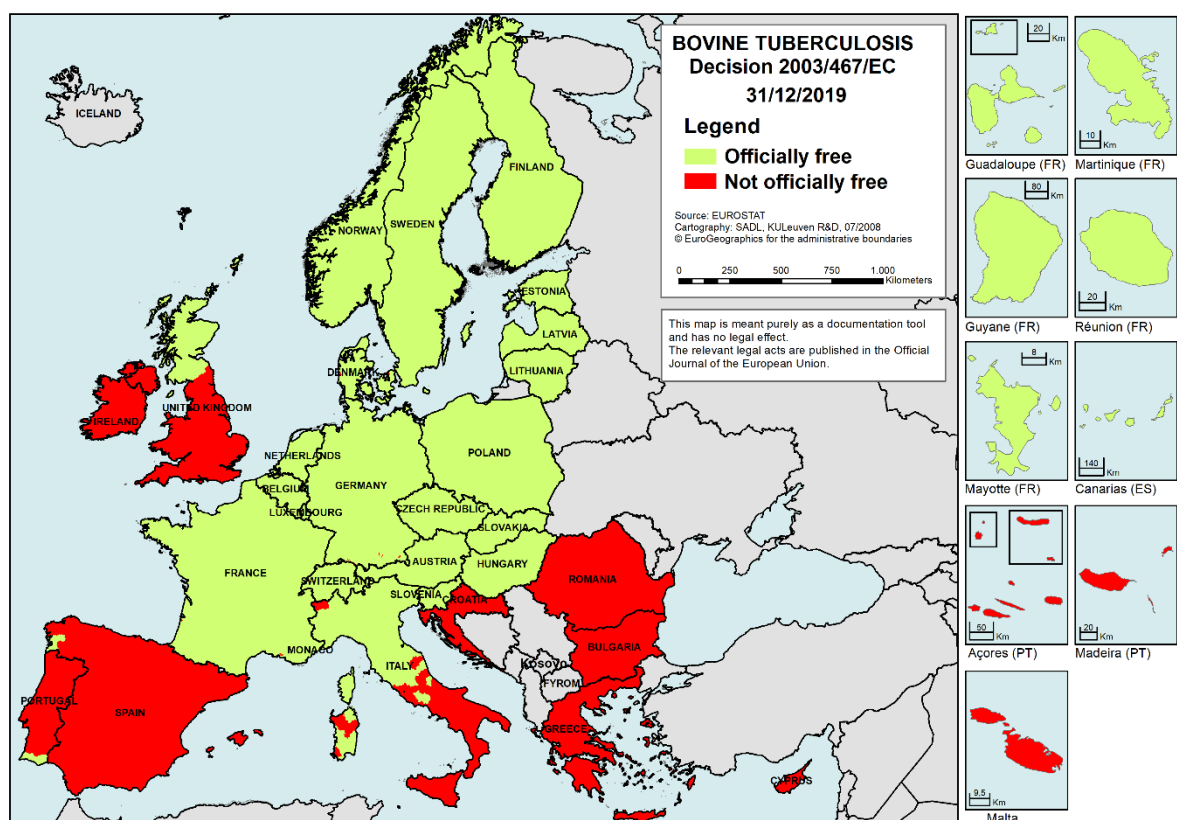 BOVINE TUBERCULOSIS
Decision 2003/467/EC
31/12/2019
Legend
Officially free
Not officially free
Source: EUROSTAT
Cartography: SADL, KULeuven R&D, 07/2008
© EuroGeographics for the administrative boundaries
0 250 500 750 1.000
Kilometers
This map is meant purely as a documentation tool
and has no legal effect.
The relevant legal acts are published in the Official
Journal of the European Union.
ICELAND
FINLAND
NORWAY
SWEDEN
ESTONIA
LATVIA
LITHUANIA
DENMARK
UNITED KINGDOM
IRELAND
NETHERLANDS
POLAND
BELGIUM
GERMANY
LUXEMBOURG
CZECH REPUBLIC
SLOVAKIA
AUSTRIA
HUNGARY
FRANCE
SWITZERLAND
ROMANIA
SLOVENIA
CROATIA
MONACO
BULGARIA
ITALY
Kosovo
FYROM
PORTUGAL
SPAIN
GREECE
CYPRUS
20
Km
Guadaloupe (FR)
10
Km
Martinique (FR)
80
Km
Guyane (FR)
20
Km
Réunion (FR)
8
Km
Mayotte (FR)
140
Km
Canarias (ES)
50
Km
Açores (PT)
20
Km
Madeira (PT)
9.5
Km
Malta